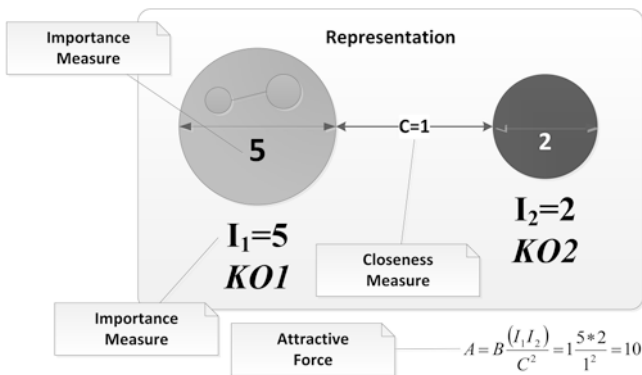 Importance
Measure
Representation
5
C=1
2
I₁=5
KO1
I₂=2
KO2
Closeness
Measure
Importance
Measure
Attractive
Force
A = B (I₁I₂)/C² = 1 5*2/1² = 10